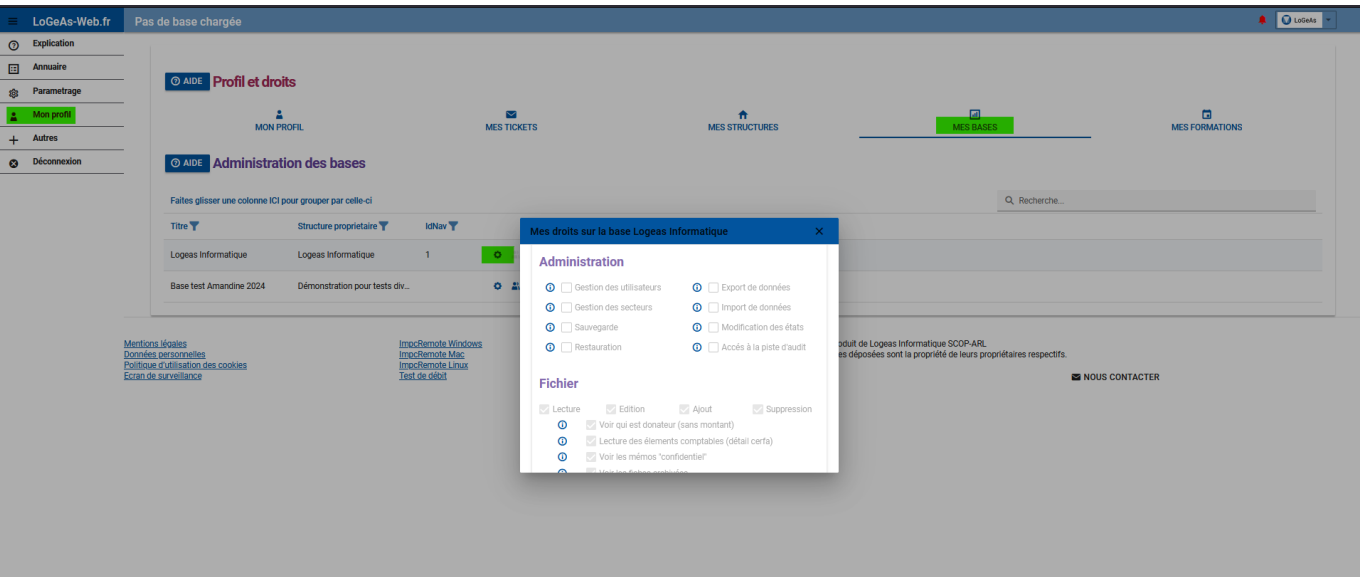 LoGeAs-Web.fr
Pas de base chargée
LoGeAs
Explication
Annuaire
Parametrage
Mon profil
Autres
Déconnexion
AIDE Profil et droits
MON PROFIL
MES TICKETS
MES STRUCTURES
MES BASES
MES FORMATIONS
AIDE Administration des bases
Faites glisser une colonne ICI pour grouper par celle-ci
Recherche...
Titre Structure proprietaire IdNav
Logeas Informatique Logeas Informatique 1
Base test Amandine 2024 Démonstration pour tests div...
Mes droits sur la base Logeas Informatique
Administration
Gestion des utilisateurs Export de données
Gestion des secteurs Import de données
Sauvegarde Modification des états
Restauration Accés à la piste d'audit
Fichier
Lecture Edition Ajout Suppression
Voir qui est donateur (sans montant)
Lecture des élements comptables (détail cerfa)
Voir les mémos "confidentiel"
Voir les fiches archivées
Mentions légales
Données personnelles
Politique d'utilisation des cookies
Ecran de surveillance
ImpcRemote Windows
ImpcRemote Mac
ImpcRemote Linux
Test de débit
oduit de Logeas Informatique SCOP-ARL
es déposées sont la propriété de leurs propriétaires respectifs.
NOUS CONTACTER